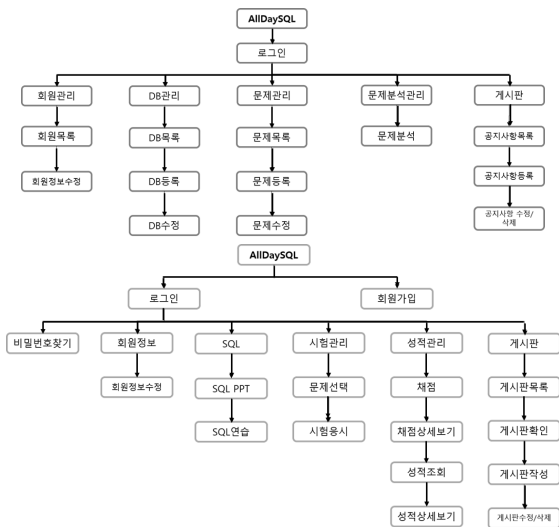 AllDaySQL
로그인
회원관리 DB관리 문제관리 문제분석관리 게시판
회원목록 DB목록 문제목록 문제분석 공지사항목록
회원정보수정 DB등록 문제등록 공지사항등록
DB수정 문제수정 공지사항 수정/
삭제
AllDaySQL
로그인 회원가입
비밀번호찾기 회원정보 SQL 시험관리 성적관리 게시판
회원정보수정 SQL PPT 문제선택 채점 게시판목록
SQL연습 시험응시 채점상세보기 게시판확인
성적조회 게시판작성
성적상세보기 게시판수정/삭제